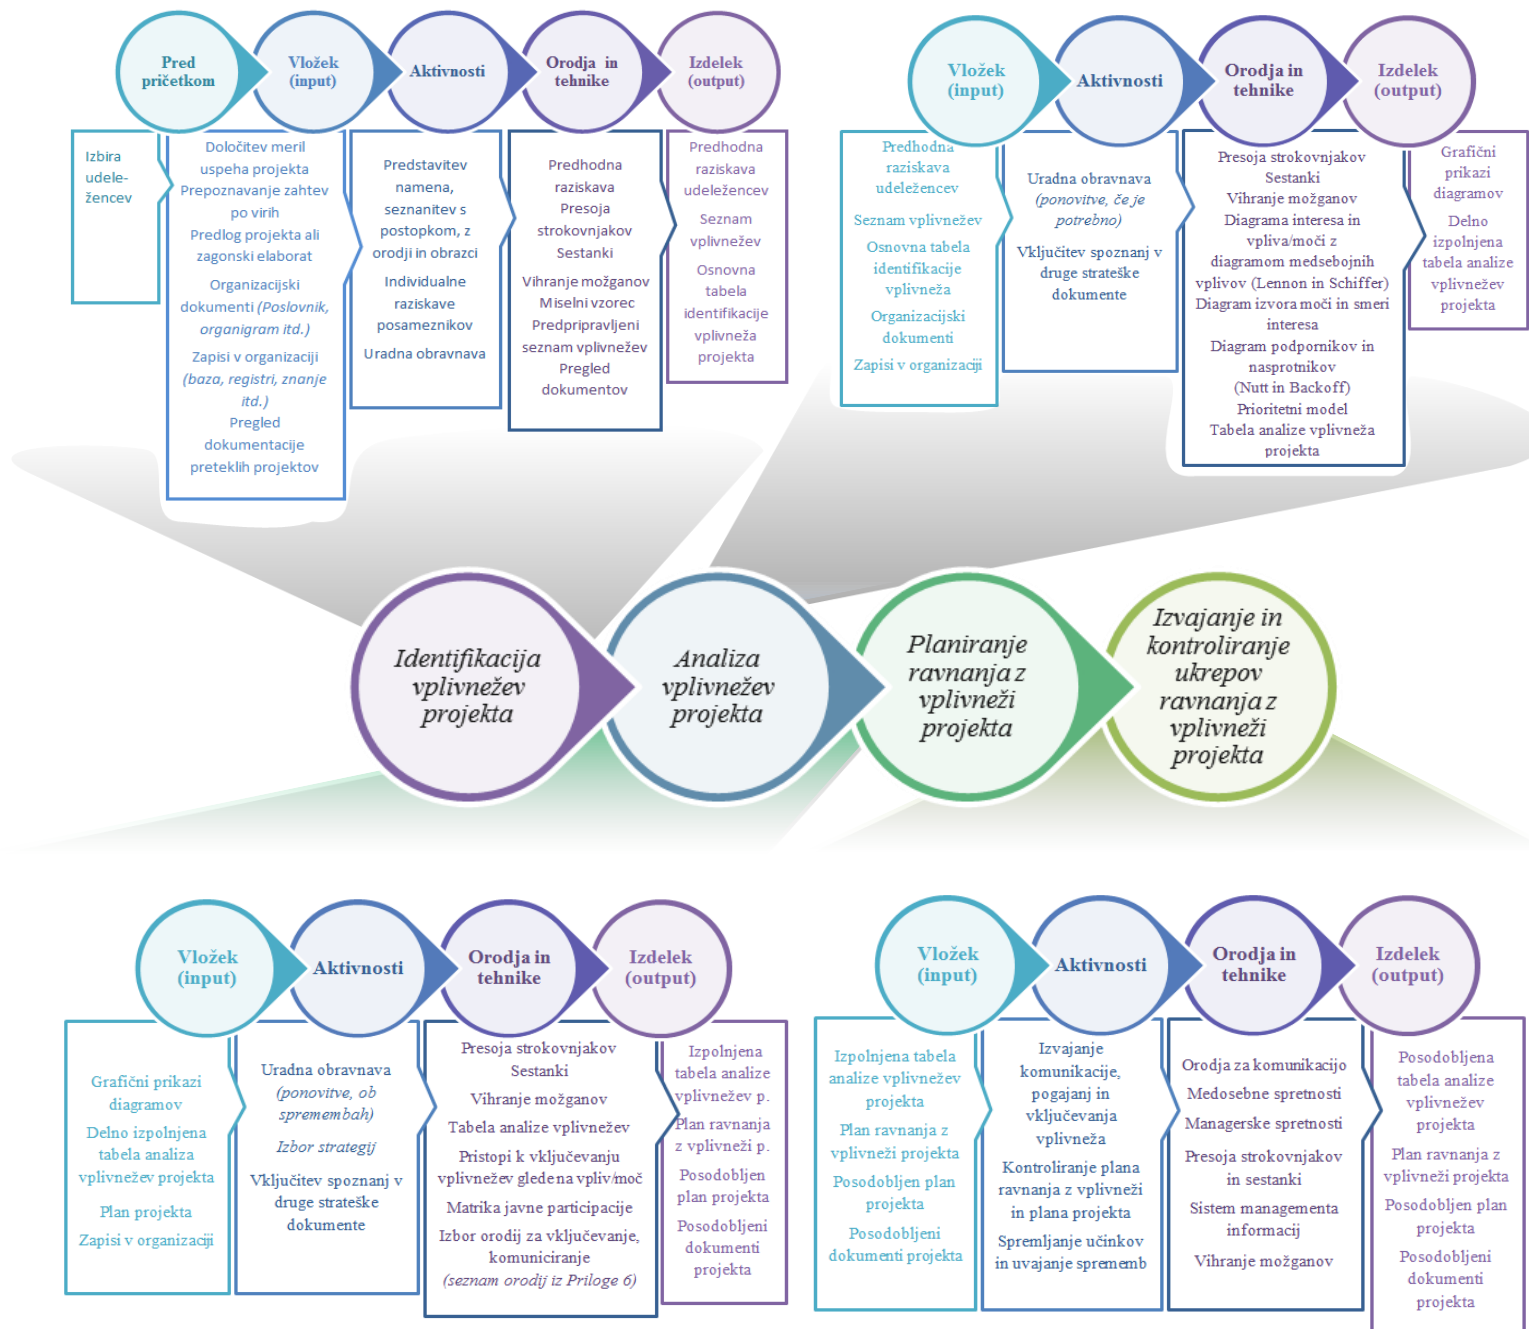 Pred
pričetkom
Vložek
(input)
Aktivnosti
Orodja in
tehnike
Izdelek
(output)
Izbira
udele-
žencev
Določitev meril
uspeha projekta
Prepoznavanje zahtev
po virih
Predlog projekta ali
zagonski elaborat
Organizacijski
dokumenti (Poslovnik,
organigram itd.)
Zapisi v organizaciji
(baza, registri, znanje
itd.)
Pregled
dokumentacije
preteklih projektov
Predstavitev
namena,
seznanitev s
postopkom, z
orodji in obrazci
Individualne
raziskave
posameznikov
Uradna obravnava
Predhodna
raziskava
Presoja
strokovnjakov
Sestanki
Vihranje možganov
Miselni vzorec
Predpripravljeni
seznam vplivnežev
Pregled
dokumentov
Predhodna
raziskava
udeležencev
Seznam
vplivnežev
Osnovna
tabela
identifikacije
vplivneža
projekta
Vložek
(input)
Aktivnosti
Orodja in
tehnike
Izdelek
(output)
Predhodna
raziskava
udeležencev
Seznam vplivnežev
Osnovna tabela
identifikacije
vplivneža
Organizacijski
dokumenti
Zapisi v organizaciji
Uradna obravnava
(ponovitve, če je
potrebno)
Vključitev spoznanj v
druge strateške
dokumente
Presoja strokovnjakov
Sestanki
Vihranje možganov
Diagrama interesa in
vpliva/moči z
diagramom medsebojnih
vplivov (Lennon in Schiffer)
Diagram izvora moči in smeri
interesa
Diagram podpornikov in
nasprotnikov
(Nutt in Backoff)
Prioritetni model
Tabela analize vplivneža
projekta
Grafični
prikazi
diagramov
Delno
izpolnjena
tabela analize
vplivnežev
projekta
Identifikacija
vplivnežev
projekta
Analiza
vplivnežev
projekta
Planiranje
ravnanja z
vplivneži
projekta
Izvajanje in
kontroliranje
ukrepov
ravnanja z
vplivneži
projekta
Vložek
(input)
Aktivnosti
Orodja in
tehnike
Izdelek
(output)
Grafični prikazi
diagramov
Delno izpolnjena
tabela analiza
vplivnežev projekta
Plan projekta
Zapisi v organizaciji
Uradna obravnava
(ponovitve, ob
spremembah)
Izbor strategij
Vključitev spoznanj v
druge strateške
dokumente
Presoja strokovnjakov
Sestanki
Vihranje možganov
Tabela analize vplivnežev
Pristopi k vključevanju
vplivnežev glede na vpliv/moč
Matrika javne participacije
Izbor orodij za vključevanje,
komuniciranje
(seznam orodij iz Priloge 6)
Izpolnjena
tabela analize
vplivnežev p.
Plan ravnanja
z vplivneži p.
Posodobljen
plan projekta
Posodobljeni
dokumenti
projekta
Vložek
(input)
Aktivnosti
Orodja in
tehnike
Izdelek
(output)
Izpolnjena tabela
analize vplivnežev
projekta
Plan ravnanja z
vplivneži projekta
Posodobljen plan
projekta
Posodobljeni
dokumenti projekta
Izvajanje
komunikacije,
pogajanj in
vključevanja
vplivneža
Kontroliranje plana
ravnanja z vplivneži
in plana projekta
Spremljanje učinkov
in uvajanje sprememb
Orodja za komunikacijo
Medosebne spretnosti
Managerske spretnosti
Presoja strokovnjakov
in sestanki
Sistem managementa
informacij
Vihranje možganov
Posodobljena
tabela analize
vplivnežev
projekta
Plan ravnanja z
vplivneži projekta
Posodobljen plan
projekta
Posodobljeni
dokumenti
projekta